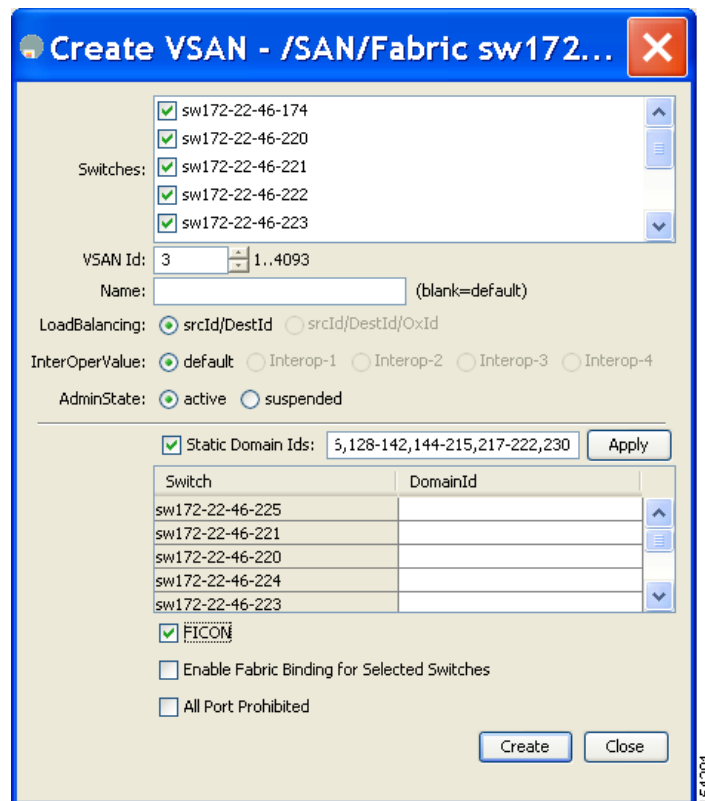 Create VSAN - /SAN/Fabric sw172...
Switches:
sw172-22-46-174
sw172-22-46-220
sw172-22-46-221
sw172-22-46-222
sw172-22-46-223
VSAN Id: 3 1..4093
Name: (blank=default)
LoadBalancing: srcId/DestId srcId/DestId/OxId
InterOperValue: default Interop-1 Interop-2 Interop-3 Interop-4
AdminState: active suspended
Static Domain Ids: ,128-142,144-215,217-222,230 Apply
Switch DomainId
sw172-22-46-225
sw172-22-46-221
sw172-22-46-220
sw172-22-46-224
sw172-22-46-223
FICON
Enable Fabric Binding for Selected Switches
All Port Prohibited
Create Close